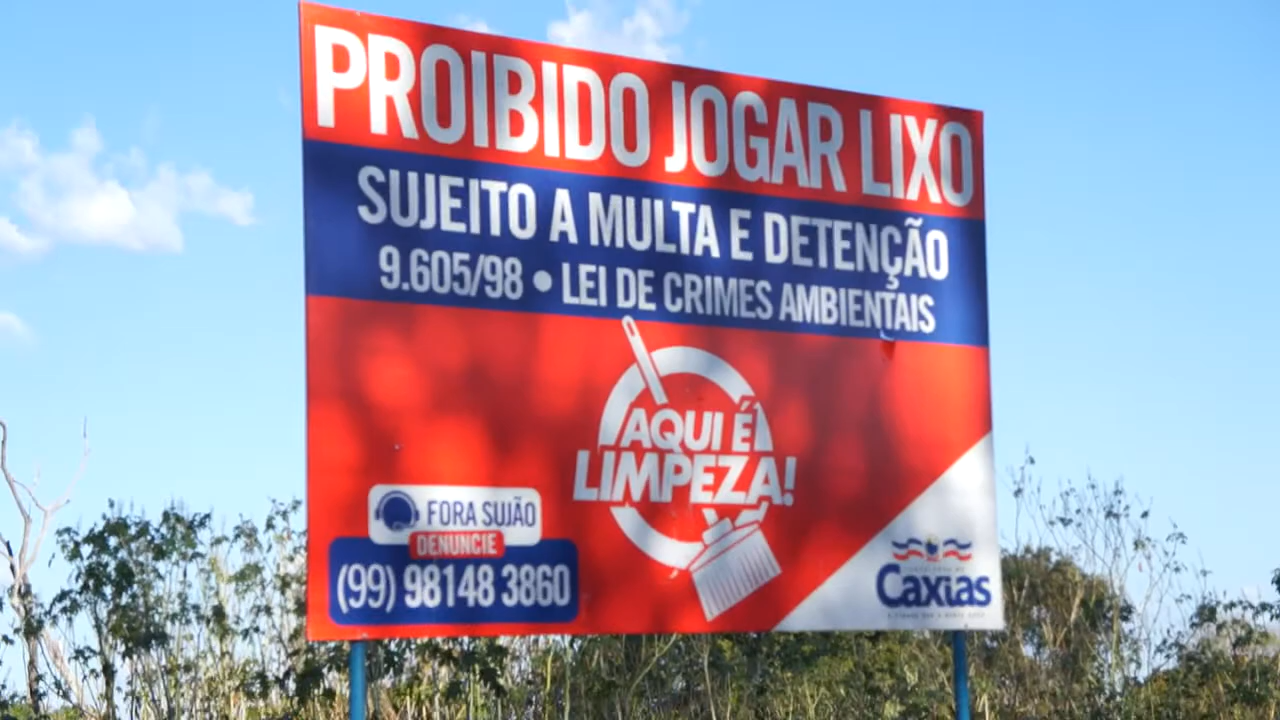 PROIBIDO JOGAR LIXO
SUJEITO A MULTA E DETENÇÃO
9.605/98 • LEI DE CRIMES AMBIENTAIS
AQUI É
LIMPEZA!
FORA SUJÃO
DENUNCIE
(99) 98148 3860
Caxias